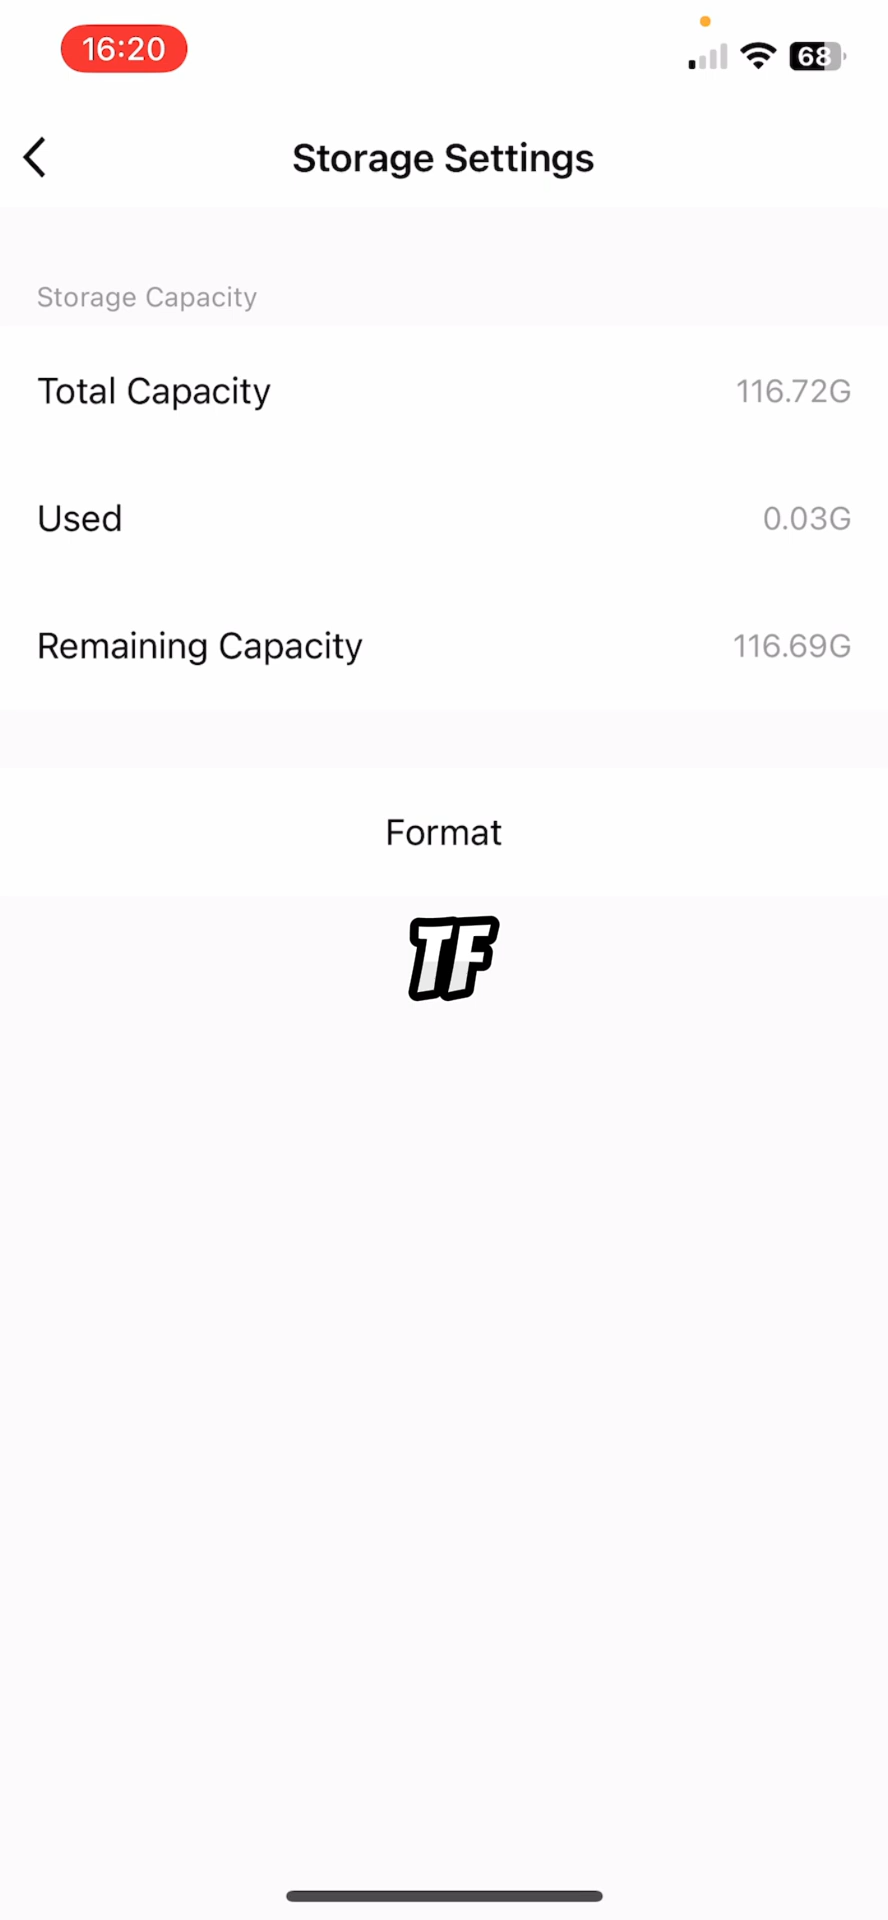 16:20
68
Storage Settings
Storage Capacity
Total Capacity 116.72G
Used 0.03G
Remaining Capacity 116.69G
Format
TF